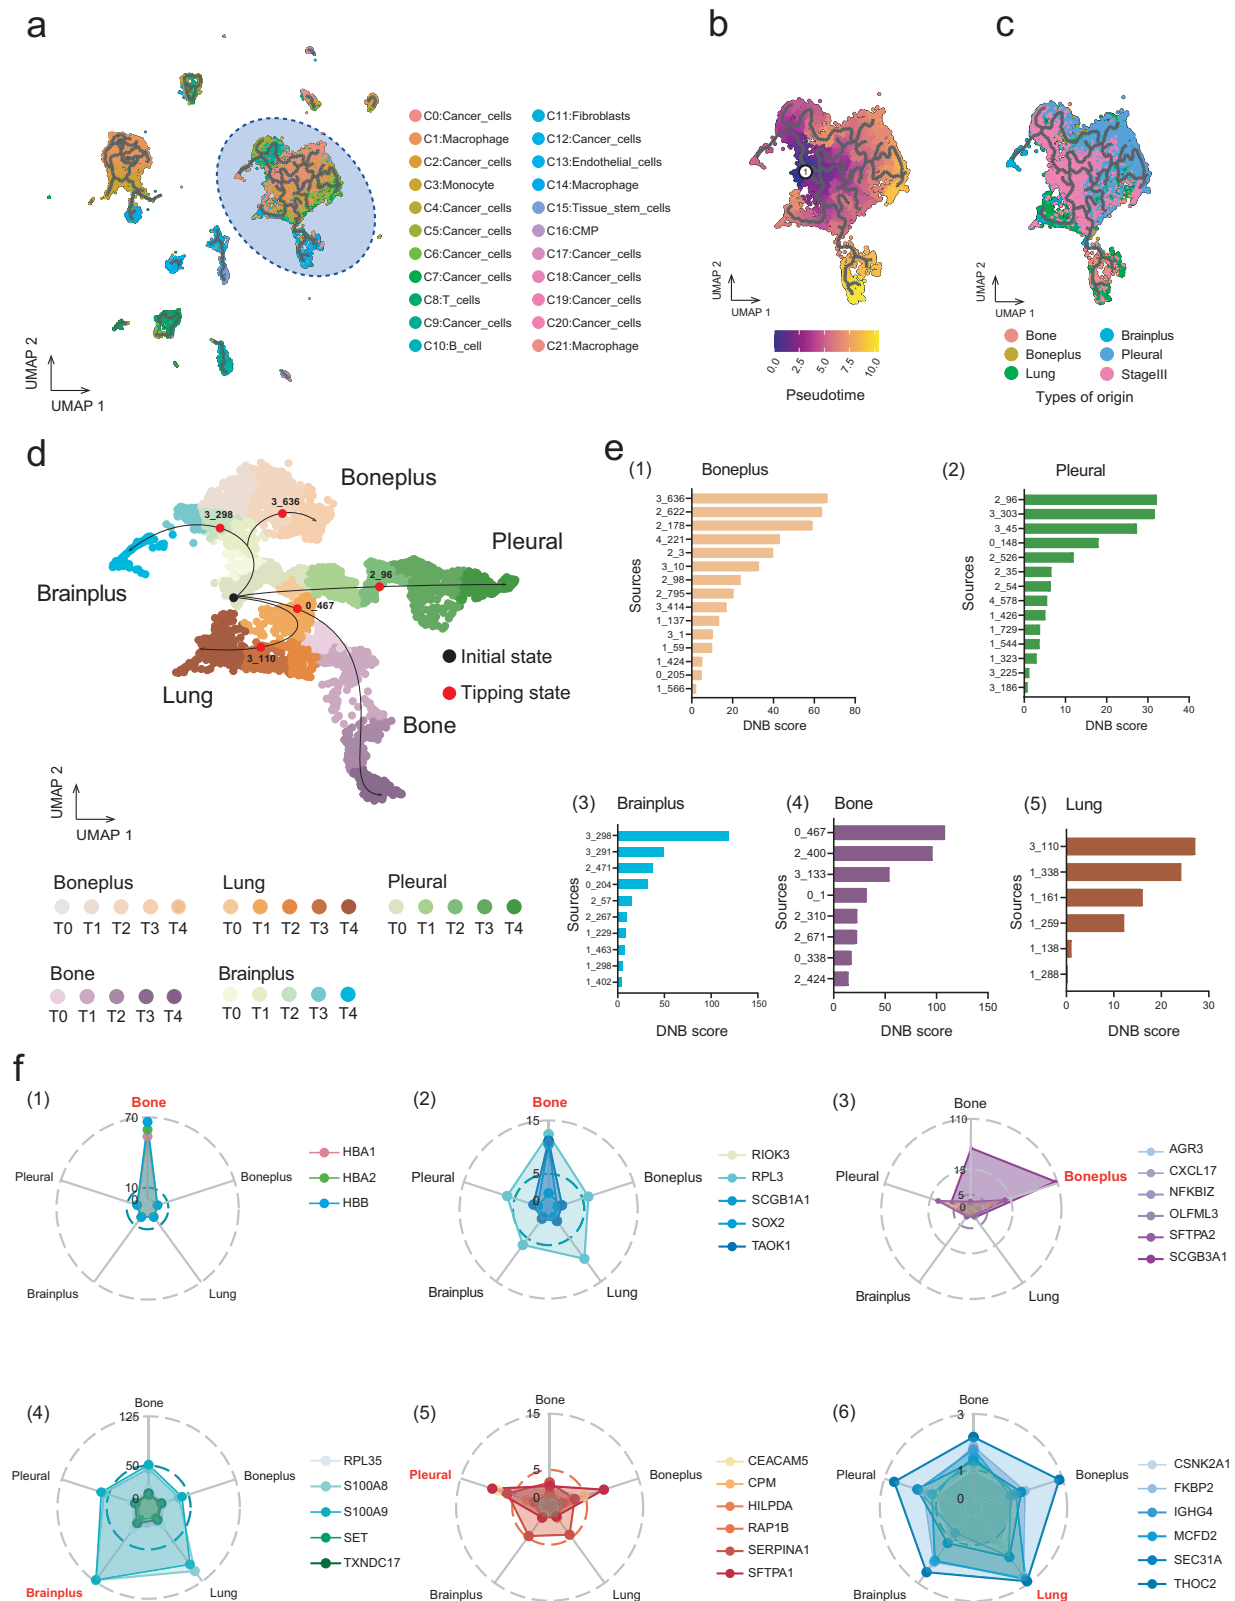 a
C0:Cancer_cells
C1:Macrophage
C2:Cancer_cells
C3:Monocyte
C4:Cancer_cells
C5:Cancer_cells
C6:Cancer_cells
C7:Cancer_cells
C8:T_cells
C9:Cancer_cells
C10:B_cell
C11:Fibroblasts
C12:Cancer_cells
C13:Endothelial_cells
C14:Macrophage
C15:Tissue_stem_cells
C16:CMP
C17:Cancer_cells
C18:Cancer_cells
C19:Cancer_cells
C20:Cancer_cells
C21:Macrophage
UMAP 2
UMAP 1
b
1
UMAP 2
UMAP 1
0.0 2.5 5.0 7.5 10.0
Pseudotime
c
UMAP 2
UMAP 1
Bone
Boneplus
Lung
Brainplus
Pleural
StageIII
Types of origin
d
Boneplus
3_636
3_298
Pleural
2_96
Brainplus
0_467
3_110
Initial state
Tipping state
Lung
Bone
UMAP 2
UMAP 1
Boneplus
T0 T1 T2 T3 T4
Lung
T0 T1 T2 T3 T4
Pleural
T0 T1 T2 T3 T4
Bone
T0 T1 T2 T3 T4
Brainplus
T0 T1 T2 T3 T4
e
(1) Boneplus
Sources
3_636
2_622
2_178
4_221
2_3
3_10
2_98
2_795
3_414
1_137
3_1
1_59
1_424
0_205
1_566
0 20 40 60 80
DNB score
(2) Pleural
Sources
2_96
3_303
3_45
0_148
2_526
2_35
2_54
4_578
1_426
1_729
1_544
1_323
3_225
3_186
0 10 20 30 40
DNB score
(3) Brainplus
Sources
3_298
3_291
2_471
0_204
2_57
2_267
1_229
1_463
1_298
1_402
0 50 100 150
DNB score
(4) Bone
Sources
0_467
2_400
3_133
0_1
2_310
2_671
0_338
2_424
0 50 100 150
DNB score
(5) Lung
Sources
3_110
1_338
1_161
1_259
1_138
1_288
0 10 20 30
DNB score
f
(1)
Bone
70
10
0
Pleural
Boneplus
Brainplus
Lung
HBA1
HBA2
HBB
(2)
Bone
15
5
0
Boneplus
Brainplus
Lung
RIOK3
RPL3
SCGB1A1
SOX2
TAOK1
Pleural
(3)
Bone
110
15
5
0
Pleural
Boneplus
Brainplus
Lung
AGR3
CXCL17
NFKBIZ
OLFML3
SFTPA2
SCGB3A1
(4)
Bone
125
50
0
Pleural
Boneplus
Brainplus
Lung
RPL35
S100A8
S100A9
SET
TXNDC17
(5)
Bone
15
5
0
Pleural
Boneplus
Brainplus
Lung
CEACAM5
CPM
HILPDA
RAP1B
SERPINA1
SFTPA1
(6)
Bone
3
1
0
Pleural
Boneplus
Brainplus
Lung
CSNK2A1
FKBP2
IGHG4
MCFD2
SEC31A
THOC2